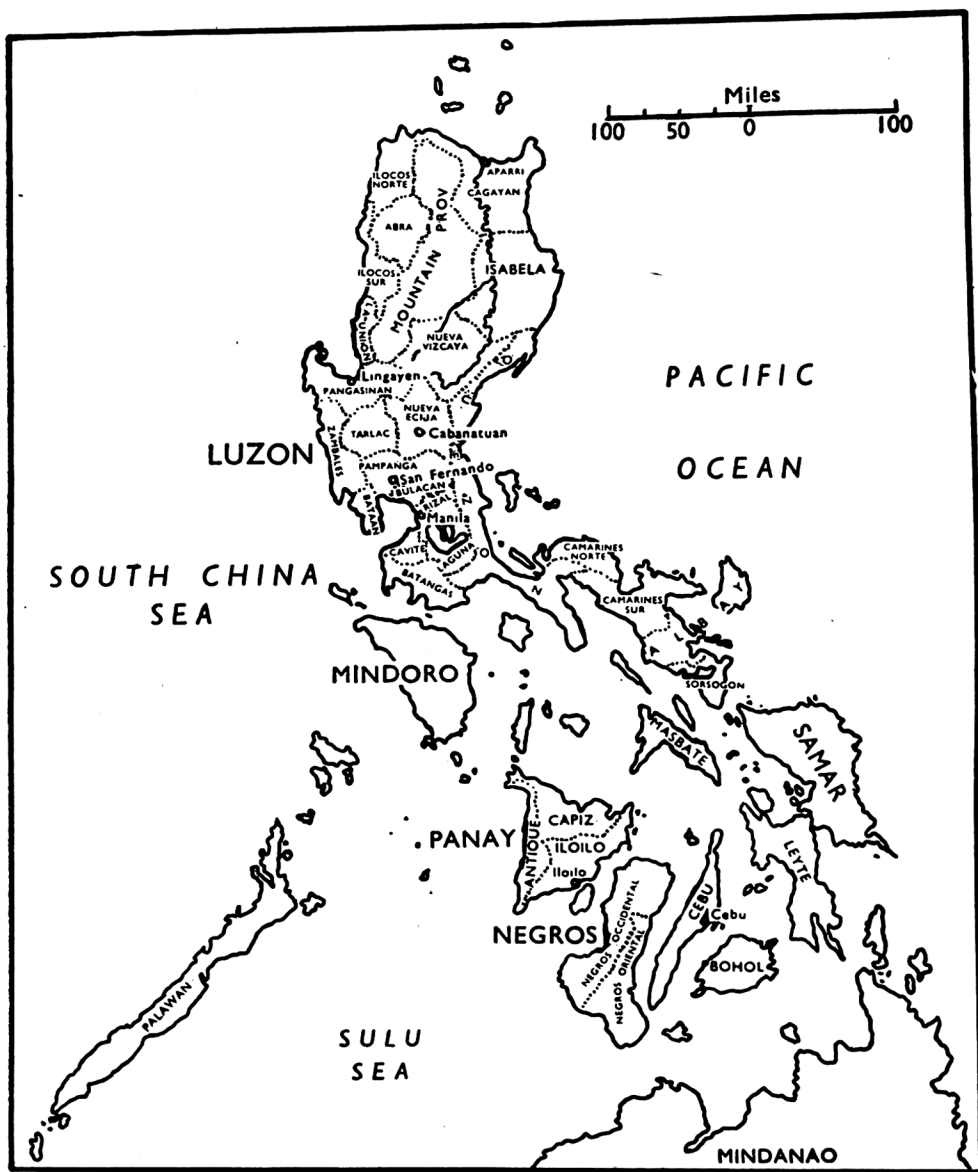 Miles
100 50 0 100
ILOCOS
NORTE
APARRI
CAGAYAN
ABRA
MOUNTAIN PROV
ISABELA
ILOCOS
SUR
LA UNION
NUEVA
VIZCAYA
Lingayen
PANGASINAN
NUEVA
ECIJA
TARLAC
Cabanatuan
ZAMBALES
LUZON
PAMPANGA
San Fernando
BULACAN
RIZAL
BATAAN
Manila
CAVITE
LAGUNA
BATANGAS
PACIFIC
OCEAN
CAMARINES
NORTE
CAMARINES
SUR
SOUTH CHINA
SEA
MINDORO
SORSOGON
MASBATE
SAMAR
PANAY
ANTIQUE
CAPIZ
ILOILO
Iloilo
LEYTE
CEBU
Cebu
NEGROS
NEGROS OCCIDENTAL
NEGROS ORIENTAL
BOHOL
PALAWAN
SULU
SEA
MINDANAO